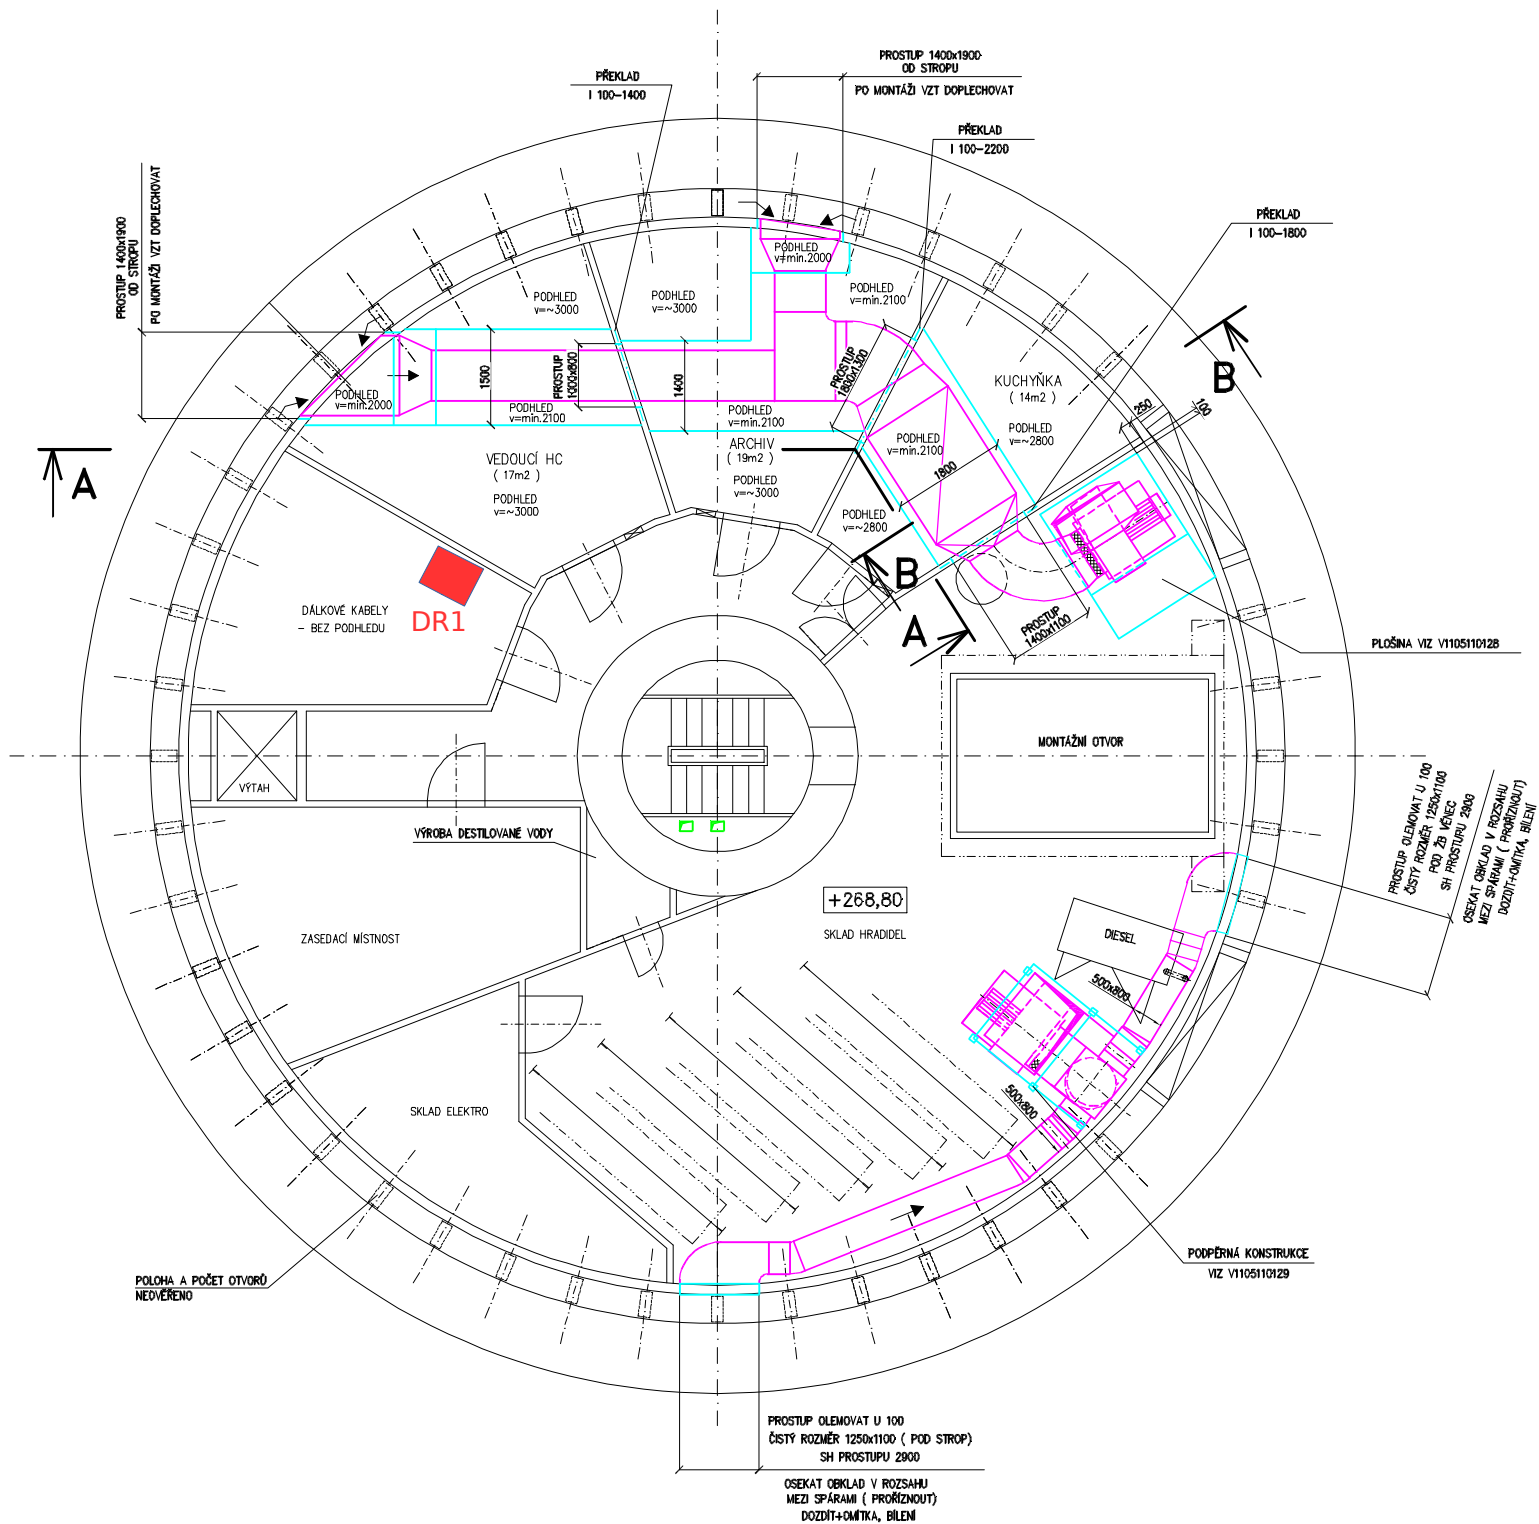 PROSTUP 1400x1900
OD STROPU
PO MONTÁŽI VZT DOPLECHOVAT
PŘEKLAD
I 100-1400
PŘEKLAD
I 100-2200
PŘEKLAD
I 100-1800
PROSTUP 1400x1900
OD STROPU
PO MONTÁŽI VZT DOPLECHOVAT
PODHLED
v=min.2000
PODHLED
v=~3000
PODHLED
v=~3000
PODHLED
v=min.2100
PODHLED
v=min.2000
1500
PROSTUP
1000x800
1400
PROSTUP
1800x1300
KUCHYŇKA
( 14m2 )
B
PODHLED
v=min.2100
PODHLED
v=min.2100
250
100
PODHLED
v=min.2100
PODHLED
v=~2800
1800
ARCHIV
( 19m2 )
VEDOUCÍ HC
( 17m2 )
PODHLED
v=~3000
PODHLED
v=~3000
A
PODHLED
v=~2800
B
DÁLKOVÉ KABELY
- BEZ PODHLEDU
DR1
A
PROSTUP
1400x1100
PLOŠINA VIZ V1105110128
MONTÁŽNÍ OTVOR
VÝTAH
VÝROBA DESTILOVANÉ VODY
PROSTUP OLEMOVAT U 100
ČISTÝ ROZMĚR 1250x1100
POD ŽB VĚNEC
SH PROSTUPU 2900
OSEKAT OBKLAD V ROZSAHU
MEZI SPÁRAMI ( PROŘÍZNOUT)
DOZDÍT+OMÍTKA, BÍLENÍ
+268,80
SKLAD HRADIDEL
ZASEDACÍ MÍSTNOST
DIESEL
500x800
500x800
SKLAD ELEKTRO
POLOHA A POČET OTVORŮ
NEOVĚŘENO
PODPĚRNÁ KONSTRUKCE
VIZ V1105110129
PROSTUP OLEMOVAT U 100
ČISTÝ ROZMĚR 1250x1100 ( POD STROP)
SH PROSTUPU 2900
OSEKAT OBKLAD V ROZSAHU
MEZI SPÁRAMI ( PROŘÍZNOUT)
DOZDÍT+OMÍTKA, BÍLENÍ